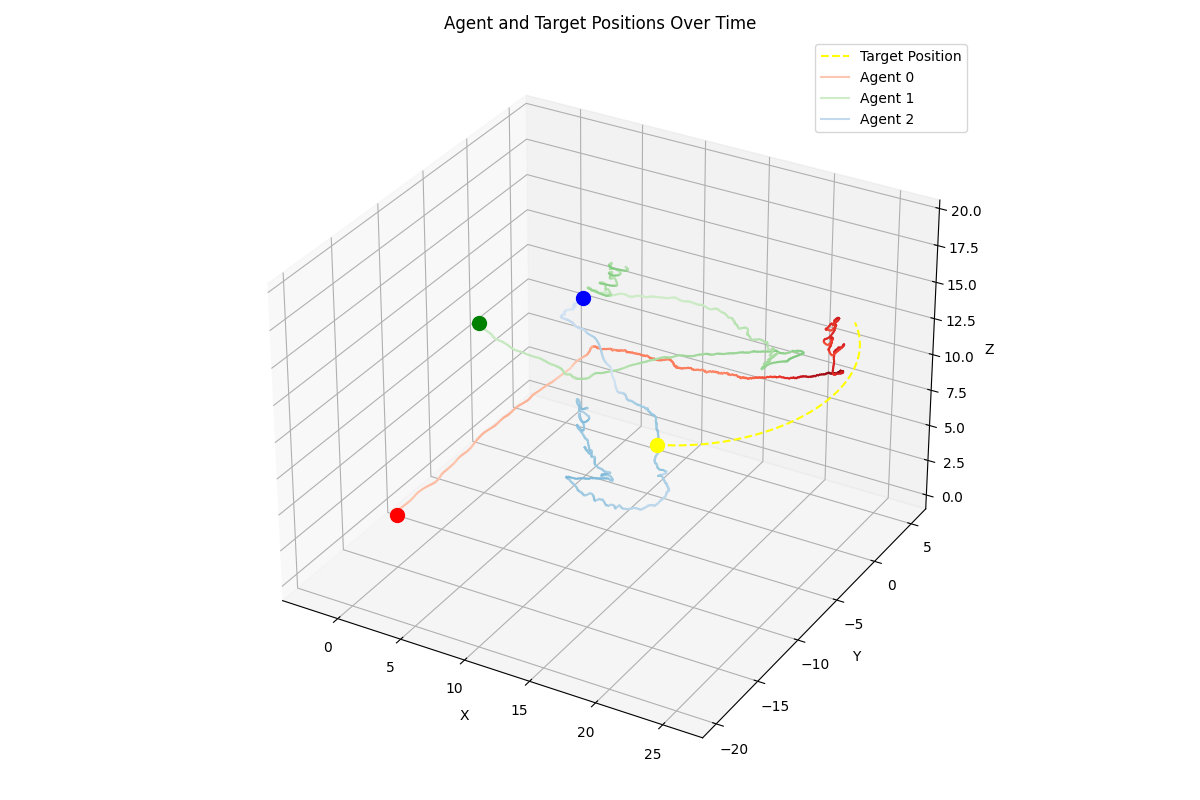 Agent and Target Positions Over Time
Target Position
Agent 0
Agent 1
Agent 2
20.0
17.5
15.0
12.5
10.0
7.5
5.0
2.5
0.0
Z
5
0
−5
−10
−15
−20
Y
0
5
10
15
20
25
X